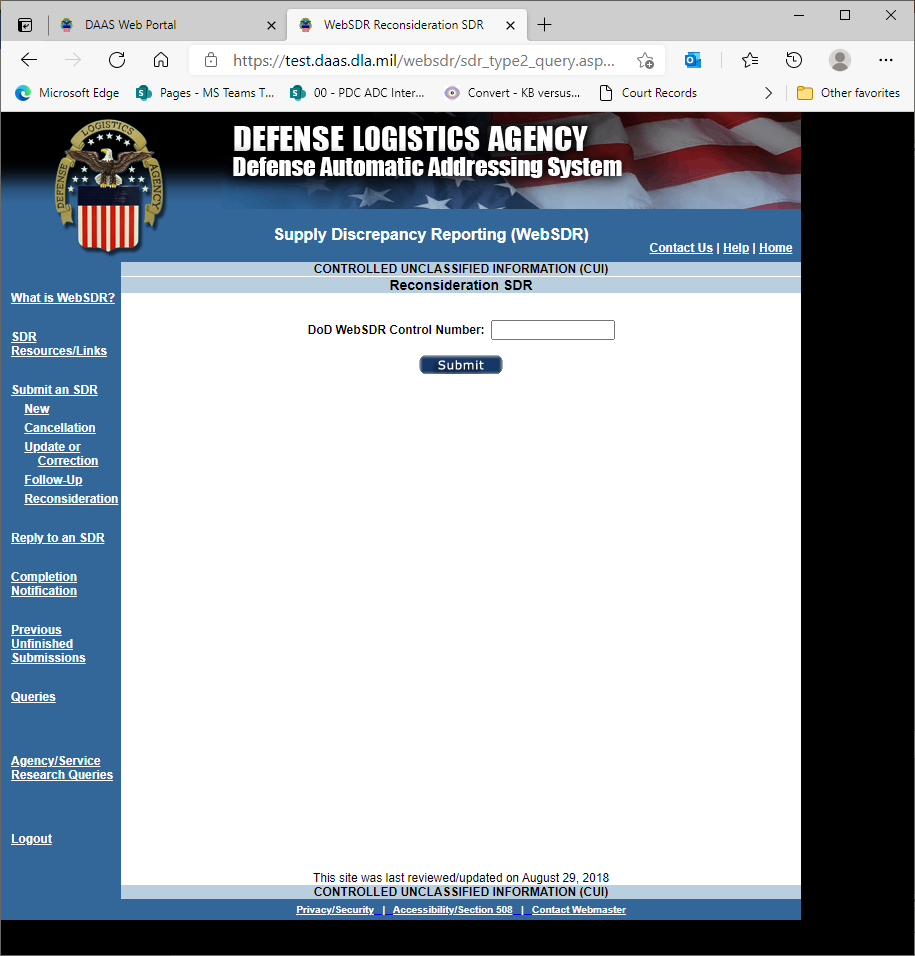 DAAS Web Portal
WebSDR Reconsideration SDR
https://test.daas.dla.mil/websdr/sdr_type2_query.asp...
Microsoft Edge
Pages - MS Teams T...
00 - PDC ADC Inter...
Convert - KB versus...
Court Records
Other favorites
DEFENSE LOGISTICS AGENCY
DEFENSE LOGISTICS AGENCY
Defense Automatic Addressing System
Supply Discrepancy Reporting (WebSDR)
Contact Us | Help | Home
CONTROLLED UNCLASSIFIED INFORMATION (CUI)
Reconsideration SDR
What is WebSDR?
SDR
Resources/Links
Submit an SDR
New
Cancellation
Update or
Correction
Follow-Up
Reconsideration
Reply to an SDR
Completion
Notification
Previous
Unfinished
Submissions
Queries
Agency/Service
Research Queries
Logout
DoD WebSDR Control Number:
Submit
This site was last reviewed/updated on August 29, 2018
CONTROLLED UNCLASSIFIED INFORMATION (CUI)
Privacy/Security | Accessibility/Section 508 | Contact Webmaster